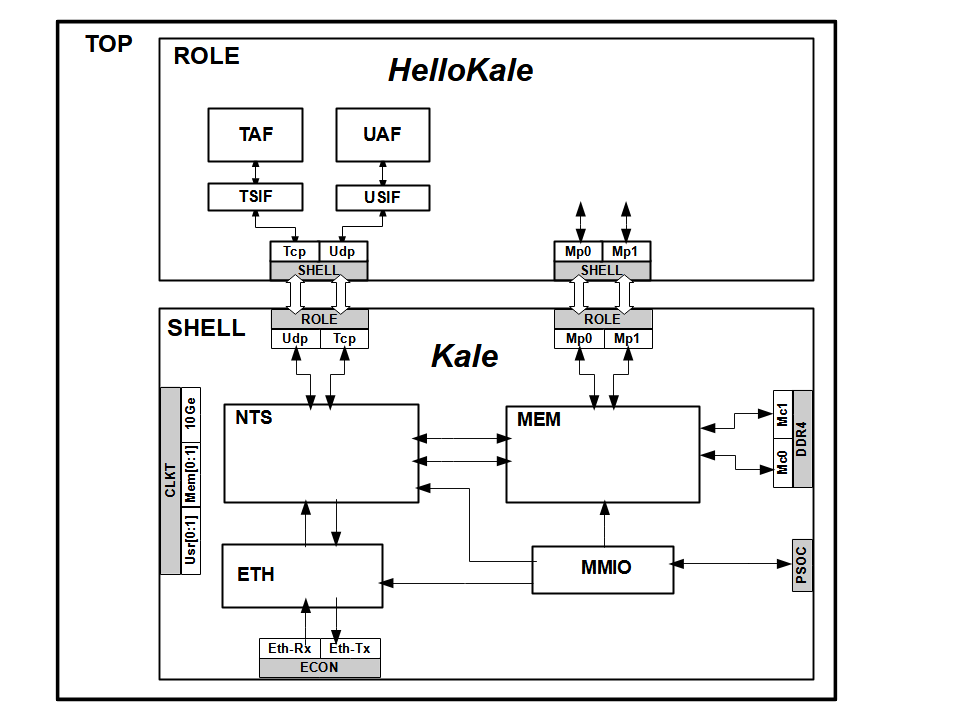 TOP
ROLE
HelloKale
TAF
UAF
TSIF
USIF
Tcp
Udp
SHELL
Mp0
Mp1
SHELL
SHELL
ROLE
Udp
Tcp
ROLE
Mp0
Mp1
Kale
NTS
MEM
CLKT
10Ge
Mem[0:1]
Usr[0:1]
Mc1
Mc0
DDR4
ETH
MMIO
PSOC
Eth-Rx
Eth-Tx
ECON